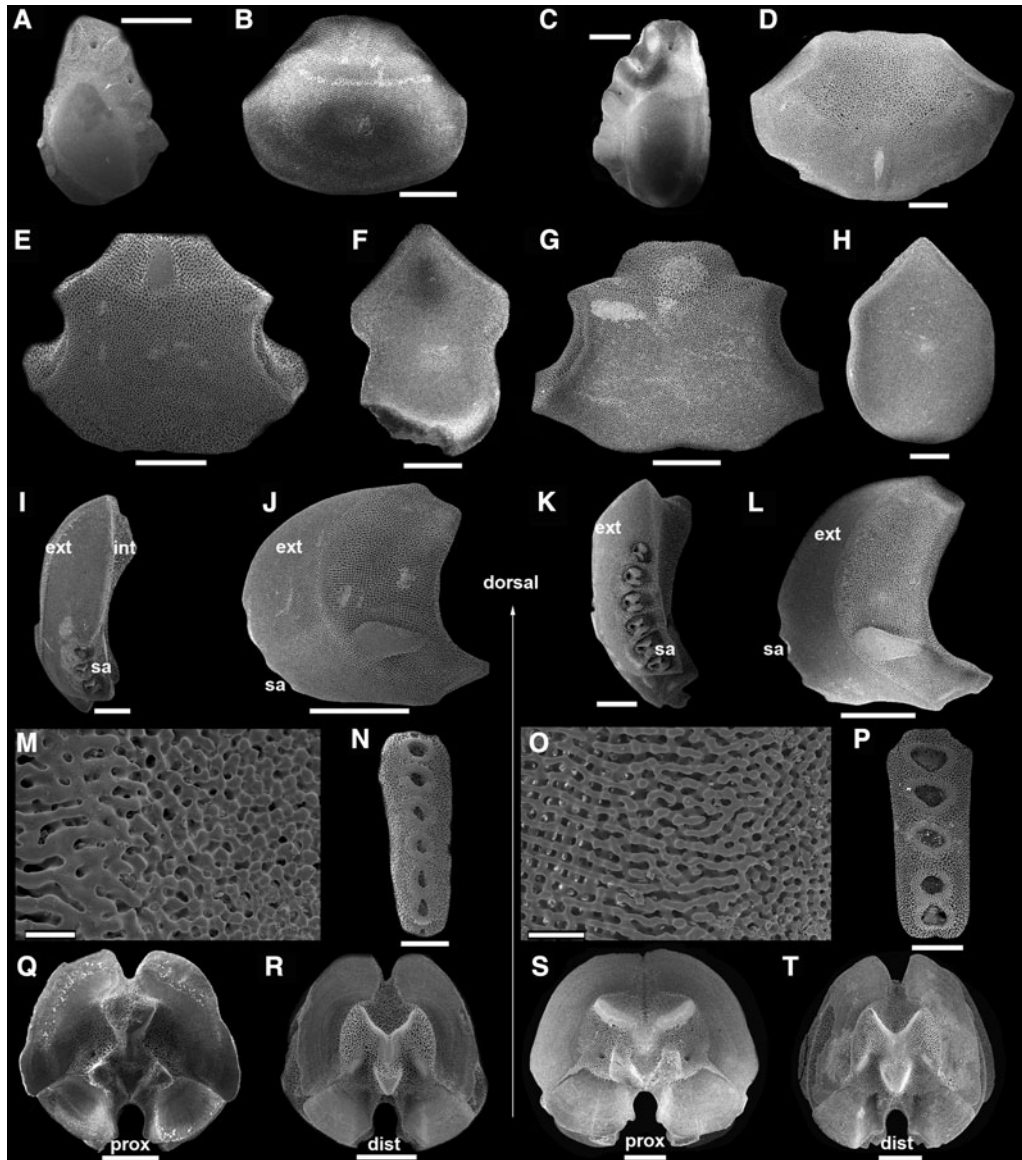 A B C D
E F G H
I J K L
ext int ext ext ext
dorsal
sa sa sa sa
M N O P
Q R S T
prox dist prox dist